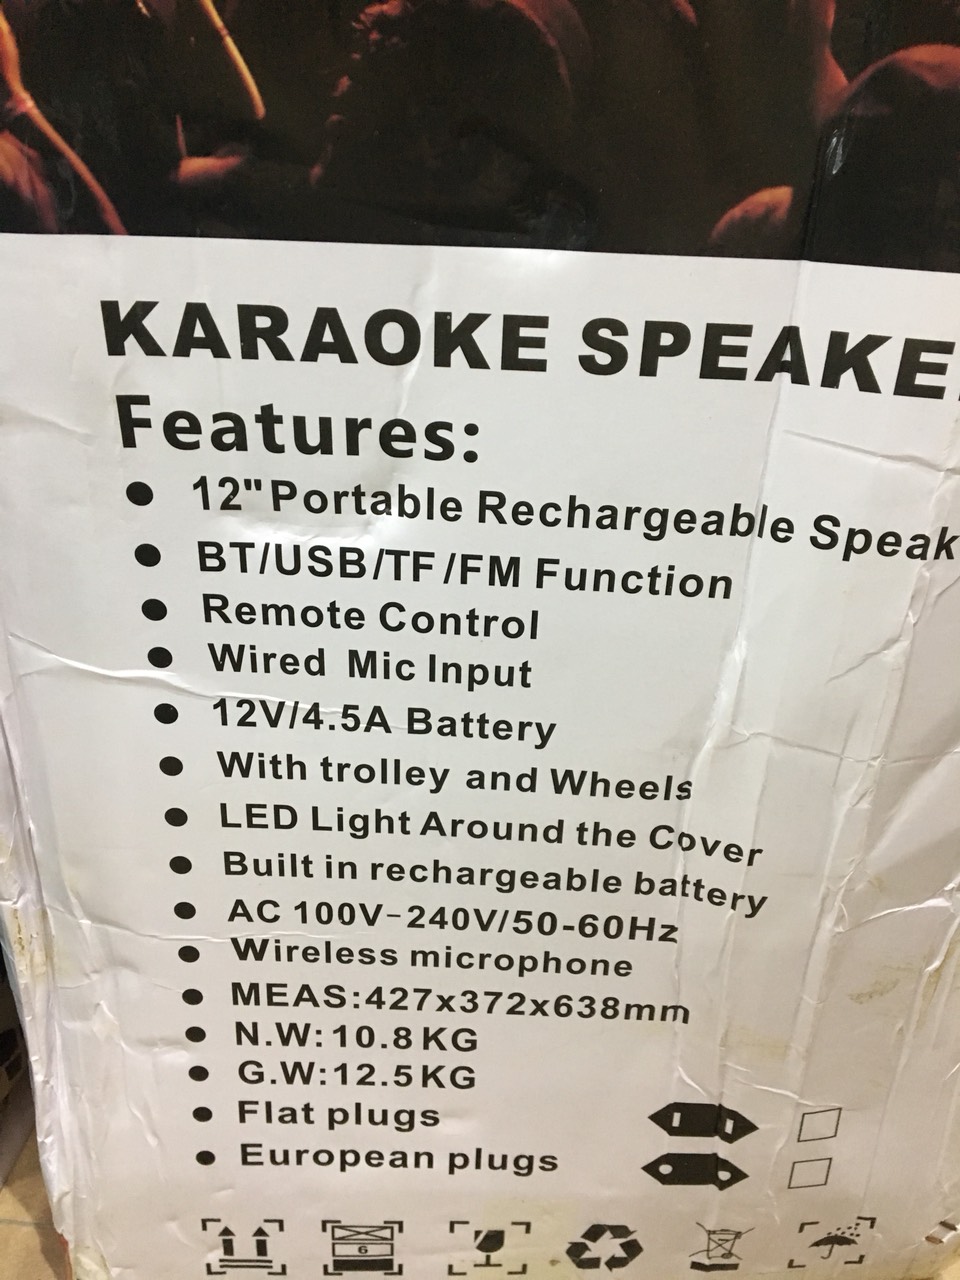 KARAOKE SPEAKE
Features:
12"Portable Rechargeable Speak
BT/USB/TF/FM Function
Remote Control
Wired Mic Input
12V/4.5A Battery
With trolley and Wheels
LED Light Around the Cover
Built in rechargeable battery
AC 100V-240V/50-60Hz
Wireless microphone
MEAS:427x372x638mm
N.W:10.8KG
G.W:12.5KG
Flat plugs
European plugs
6